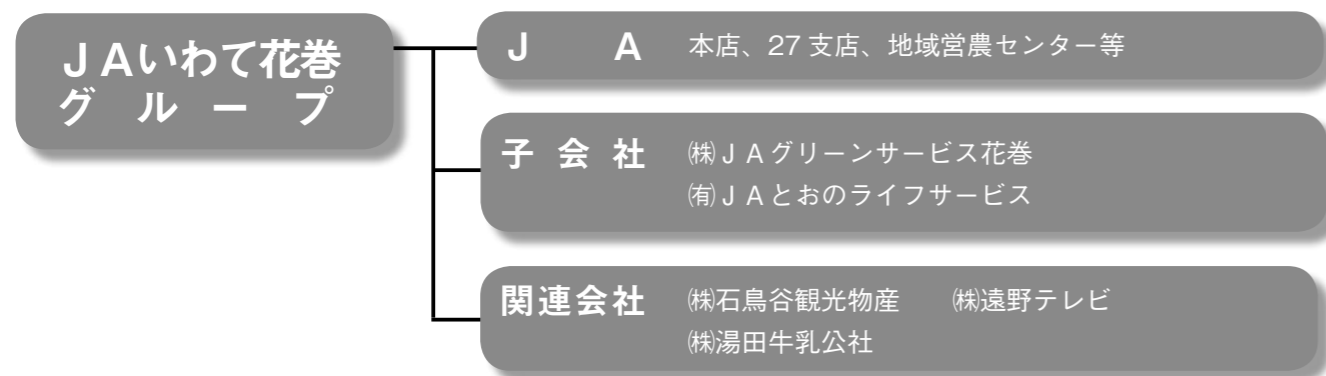 JAいわて花巻
グループ
JA 本店、27支店、地域営農センター等
子会社 ㈱JAグリーンサービス花巻
㈲JAとおのライフサービス
関連会社 ㈱石鳥谷観光物産 ㈱遠野テレビ
㈱湯田牛乳公社